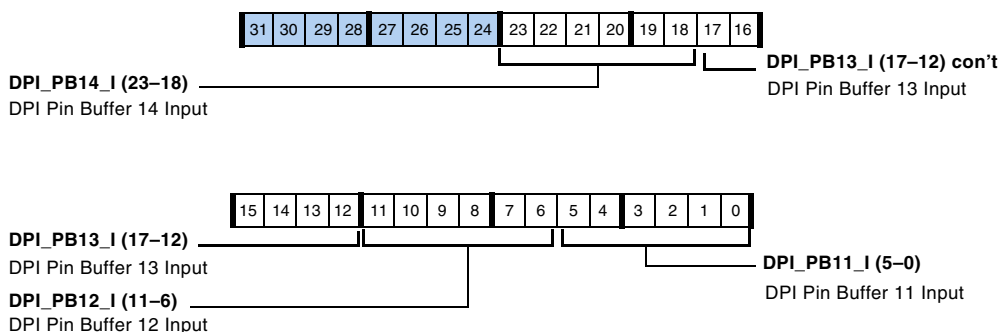 31 30 29 28 27 26 25 24 23 22 21 20 19 18 17 16
DPI_PB13_I (17–12) con't
DPI Pin Buffer 13 Input
DPI_PB14_I (23–18)
DPI Pin Buffer 14 Input
15 14 13 12 11 10 9 8 7 6 5 4 3 2 1 0
DPI_PB13_I (17–12)
DPI Pin Buffer 13 Input
DPI_PB11_I (5–0)
DPI Pin Buffer 11 Input
DPI_PB12_I (11–6)
DPI Pin Buffer 12 Input